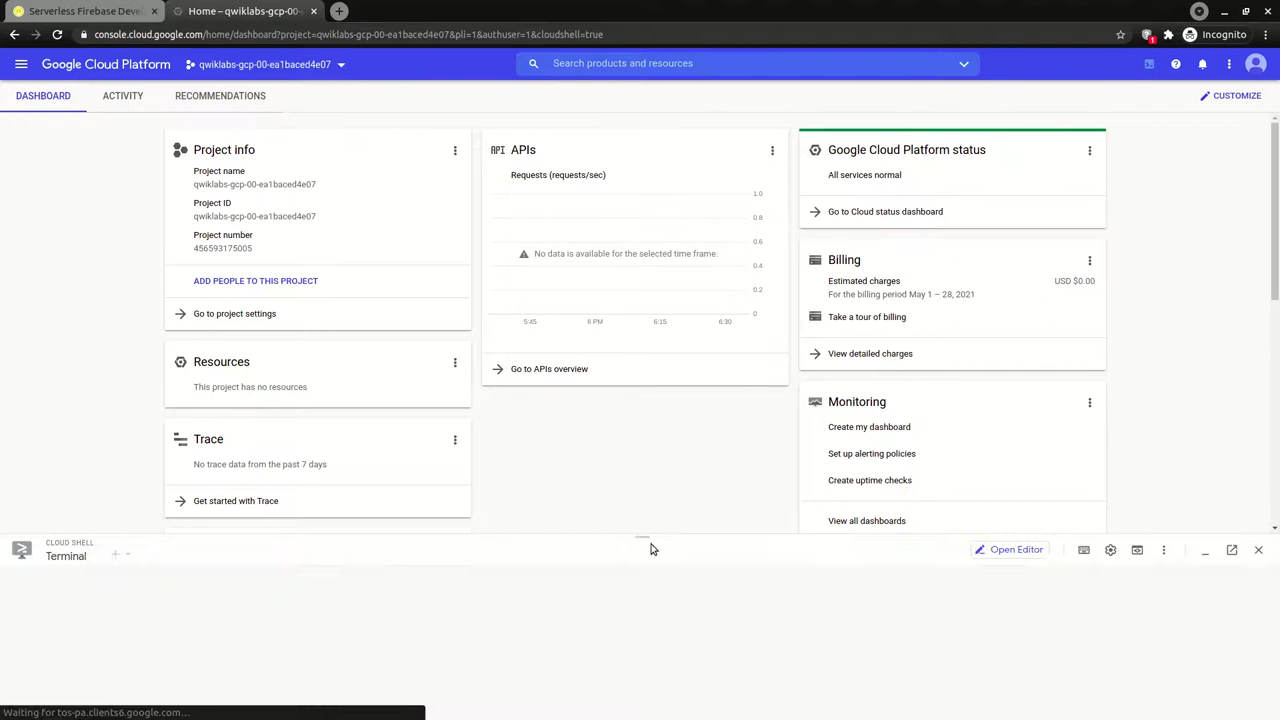 Serverless Firebase Deve
Home – qwiklabs-gcp-00-
console.cloud.google.com/home/dashboard?project=qwiklabs-gcp-00-ea1baced4e07&pli=1&authuser=1&cloudshell=true
1
Incognito
Google Cloud Platform
qwiklabs-gcp-00-ea1baced4e07
Search products and resources
DASHBOARD
ACTIVITY
RECOMMENDATIONS
CUSTOMIZE
Project info
Project name
qwiklabs-gcp-00-ea1baced4e07
Project ID
qwiklabs-gcp-00-ea1baced4e07
Project number
456593175005
ADD PEOPLE TO THIS PROJECT
Go to project settings
Resources
This project has no resources
Trace
No trace data from the past 7 days
Get started with Trace
API APIs
Requests (requests/sec)
1.0
0.8
0.6
No data is available for the selected time frame.
0.4
0.2
0
5:45 6 PM 6:15 6:30
Go to APIs overview
Google Cloud Platform status
All services normal
Go to Cloud status dashboard
Billing
Estimated charges USD $0.00
For the billing period May 1 – 28, 2021
Take a tour of billing
View detailed charges
Monitoring
Create my dashboard
Set up alerting policies
Create uptime checks
View all dashboards
CLOUD SHELL
Terminal
Open Editor
Waiting for tos-pa.clients6.google.com...